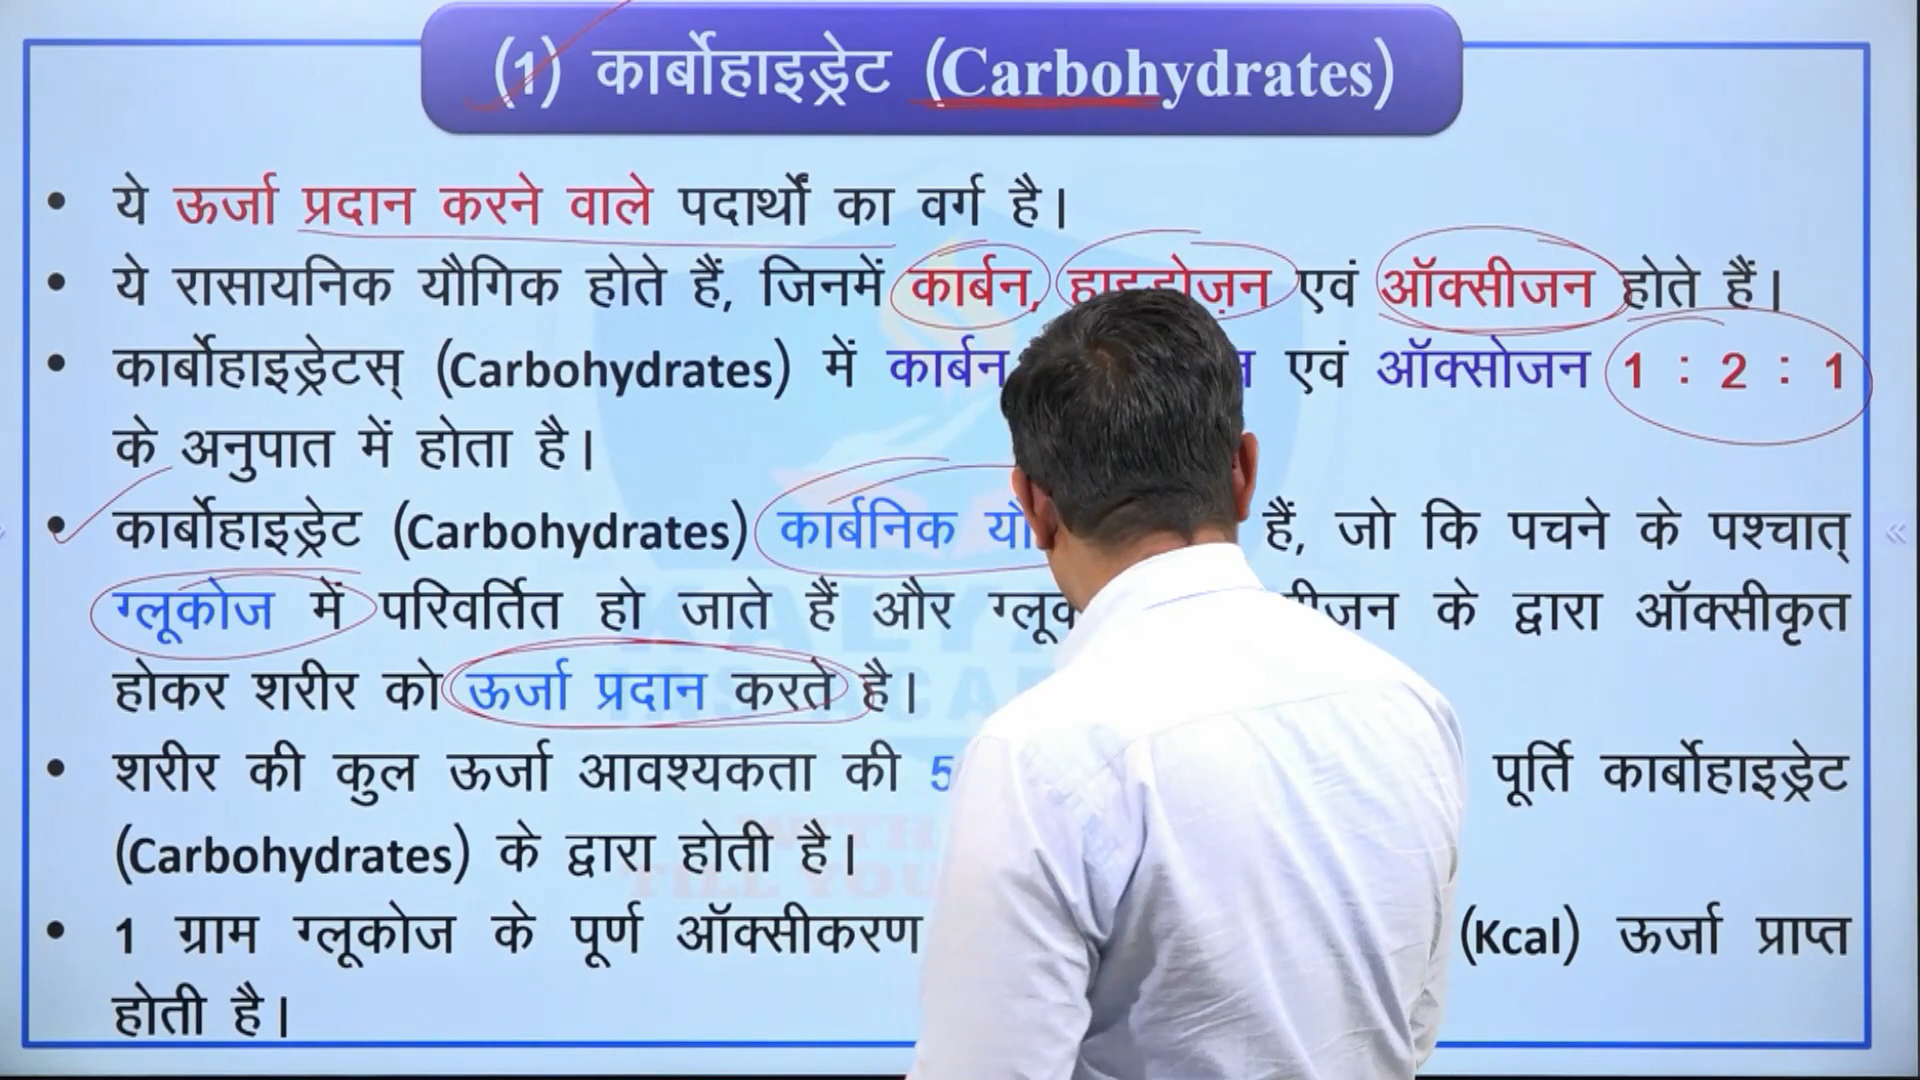 (1) कार्बोहाइड्रेट (Carbohydrates)
• ये ऊर्जा प्रदान करने वाले पदार्थों का वर्ग है।
• ये रासायनिक यौगिक होते हैं, जिनमें कार्बन, हाइड्रोज़न एवं ऑक्सीजन होते हैं।
• कार्बोहाइड्रेटस् (Carbohydrates) में कार्बन एवं ऑक्सोजन 1 : 2 : 1
के अनुपात में होता है।
• कार्बोहाइड्रेट (Carbohydrates) कार्बनिक हैं, जो कि पचने के पश्चात्
ग्लूकोज में परिवर्तित हो जाते हैं और के द्वारा ऑक्सीकृत
होकर शरीर को ऊर्जा प्रदान करते है।
• शरीर की कुल ऊर्जा आवश्यकता की पूर्ति कार्बोहाइड्रेट
(Carbohydrates) के द्वारा होती है।
• 1 ग्राम ग्लूकोज के पूर्ण ऑक्सीकरण (Kcal) ऊर्जा प्राप्त
होती है।